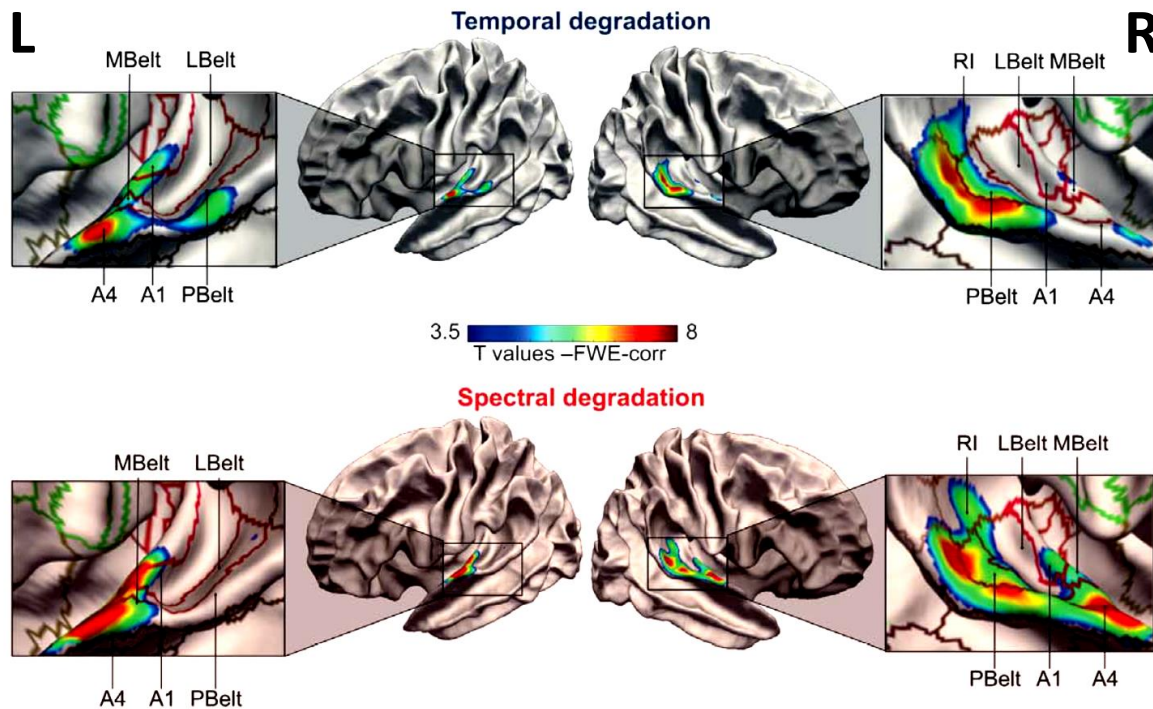 L
Temporal degradation
R
MBelt LBelt
RI LBelt MBelt
A4 A1 PBelt
PBelt A1 A4
3.5 8
T values –FWE-corr
Spectral degradation
MBelt LBelt
RI LBelt MBelt
A4 A1 PBelt
PBelt A1 A4